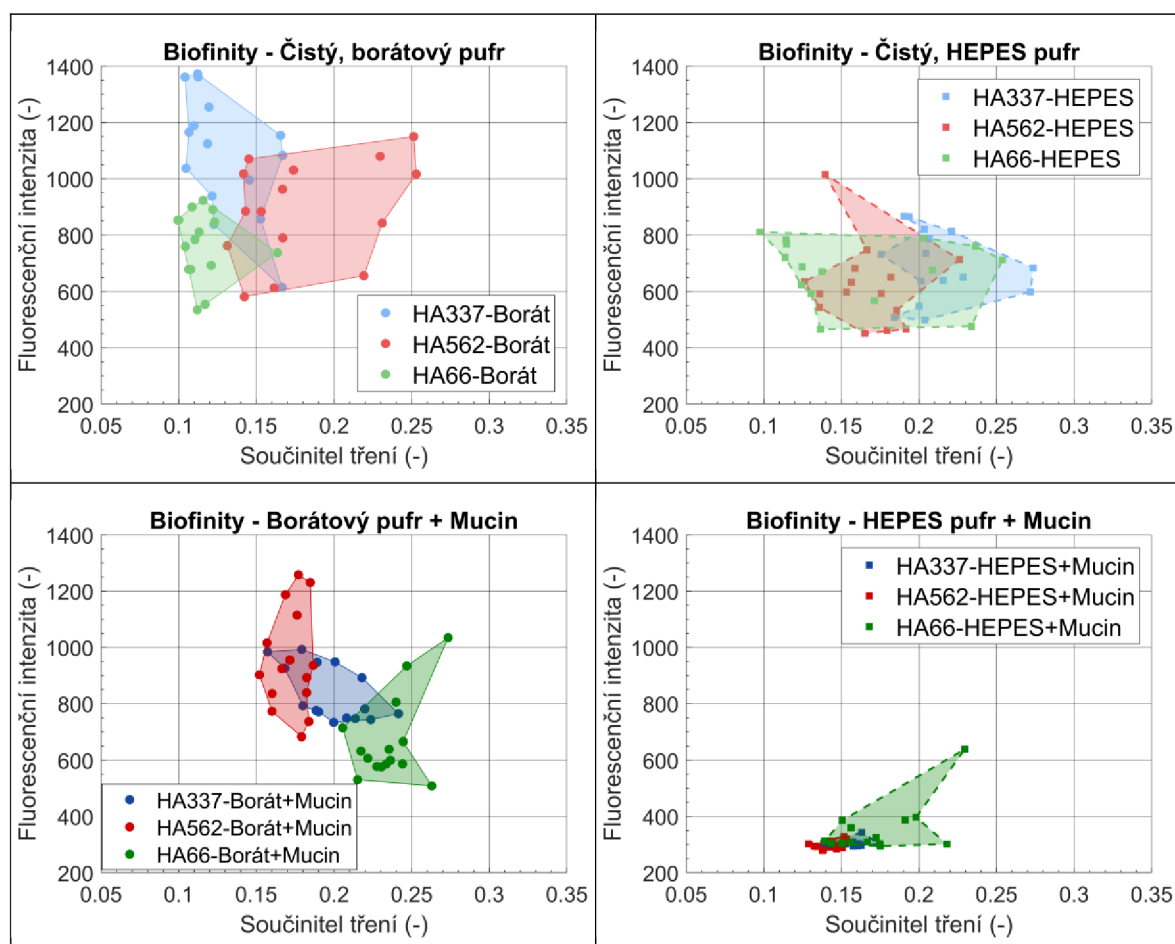 Biofinity - Čistý, borátový pufr
Fluorescenční intenzita (-)
1400
1200
1000
800
600
400
200
HA337-Borát
HA562-Borát
HA66-Borát
0.05 0.1 0.15 0.2 0.25 0.3 0.35
Součinitel tření (-)
Biofinity - Čistý, HEPES pufr
Fluorescenční intenzita (-)
1400
1200
1000
800
600
400
200
HA337-HEPES
HA562-HEPES
HA66-HEPES
0.05 0.1 0.15 0.2 0.25 0.3 0.35
Součinitel tření (-)
Biofinity - Borátový pufr + Mucin
Fluorescenční intenzita (-)
1400
1200
1000
800
600
400
200
HA337-Borát+Mucin
HA562-Borát+Mucin
HA66-Borát+Mucin
0.05 0.1 0.15 0.2 0.25 0.3 0.35
Součinitel tření (-)
Biofinity - HEPES pufr + Mucin
Fluorescenční intenzita (-)
1400
1200
1000
800
600
400
200
HA337-HEPES+Mucin
HA562-HEPES+Mucin
HA66-HEPES+Mucin
0.05 0.1 0.15 0.2 0.25 0.3 0.35
Součinitel tření (-)